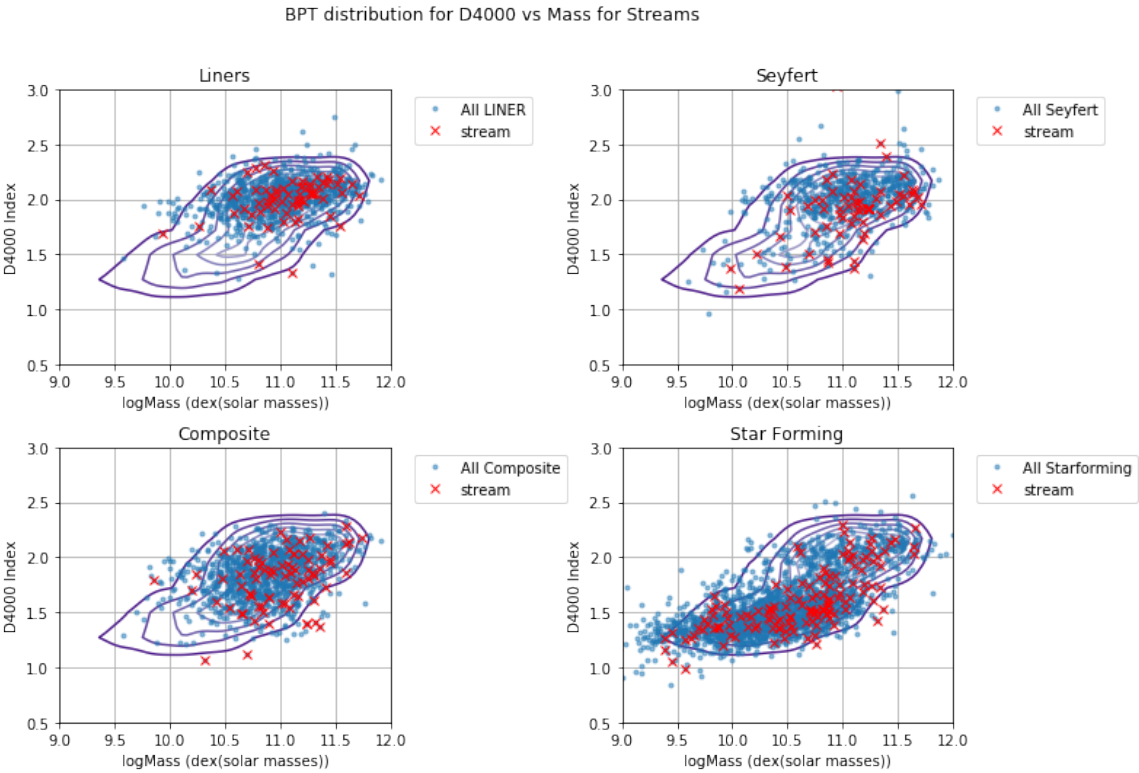 BPT distribution for D4000 vs Mass for Streams
Liners
3.0
2.5
2.0
1.5
1.0
0.5
D4000 Index
9.0 9.5 10.0 10.5 11.0 11.5 12.0
logMass (dex(solar masses))
All LINER
stream
Seyfert
3.0
2.5
2.0
1.5
1.0
0.5
D4000 Index
9.0 9.5 10.0 10.5 11.0 11.5 12.0
logMass (dex(solar masses))
All Seyfert
stream
Composite
3.0
2.5
2.0
1.5
1.0
0.5
D4000 Index
9.0 9.5 10.0 10.5 11.0 11.5 12.0
logMass (dex(solar masses))
All Composite
stream
Star Forming
3.0
2.5
2.0
1.5
1.0
0.5
D4000 Index
9.0 9.5 10.0 10.5 11.0 11.5 12.0
logMass (dex(solar masses))
All Starforming
stream